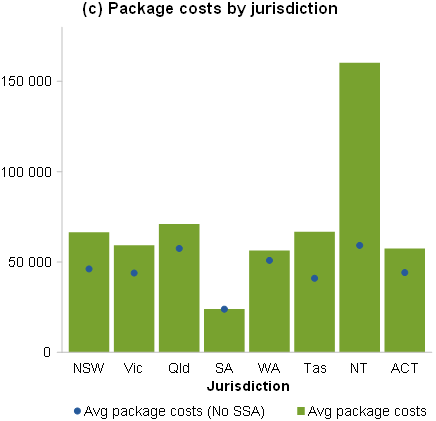 (c) Package costs by jurisdiction
150 000
100 000
50 000
0
NSW Vic Qld SA WA Tas NT ACT
Jurisdiction
Avg package costs (No SSA) Avg package costs